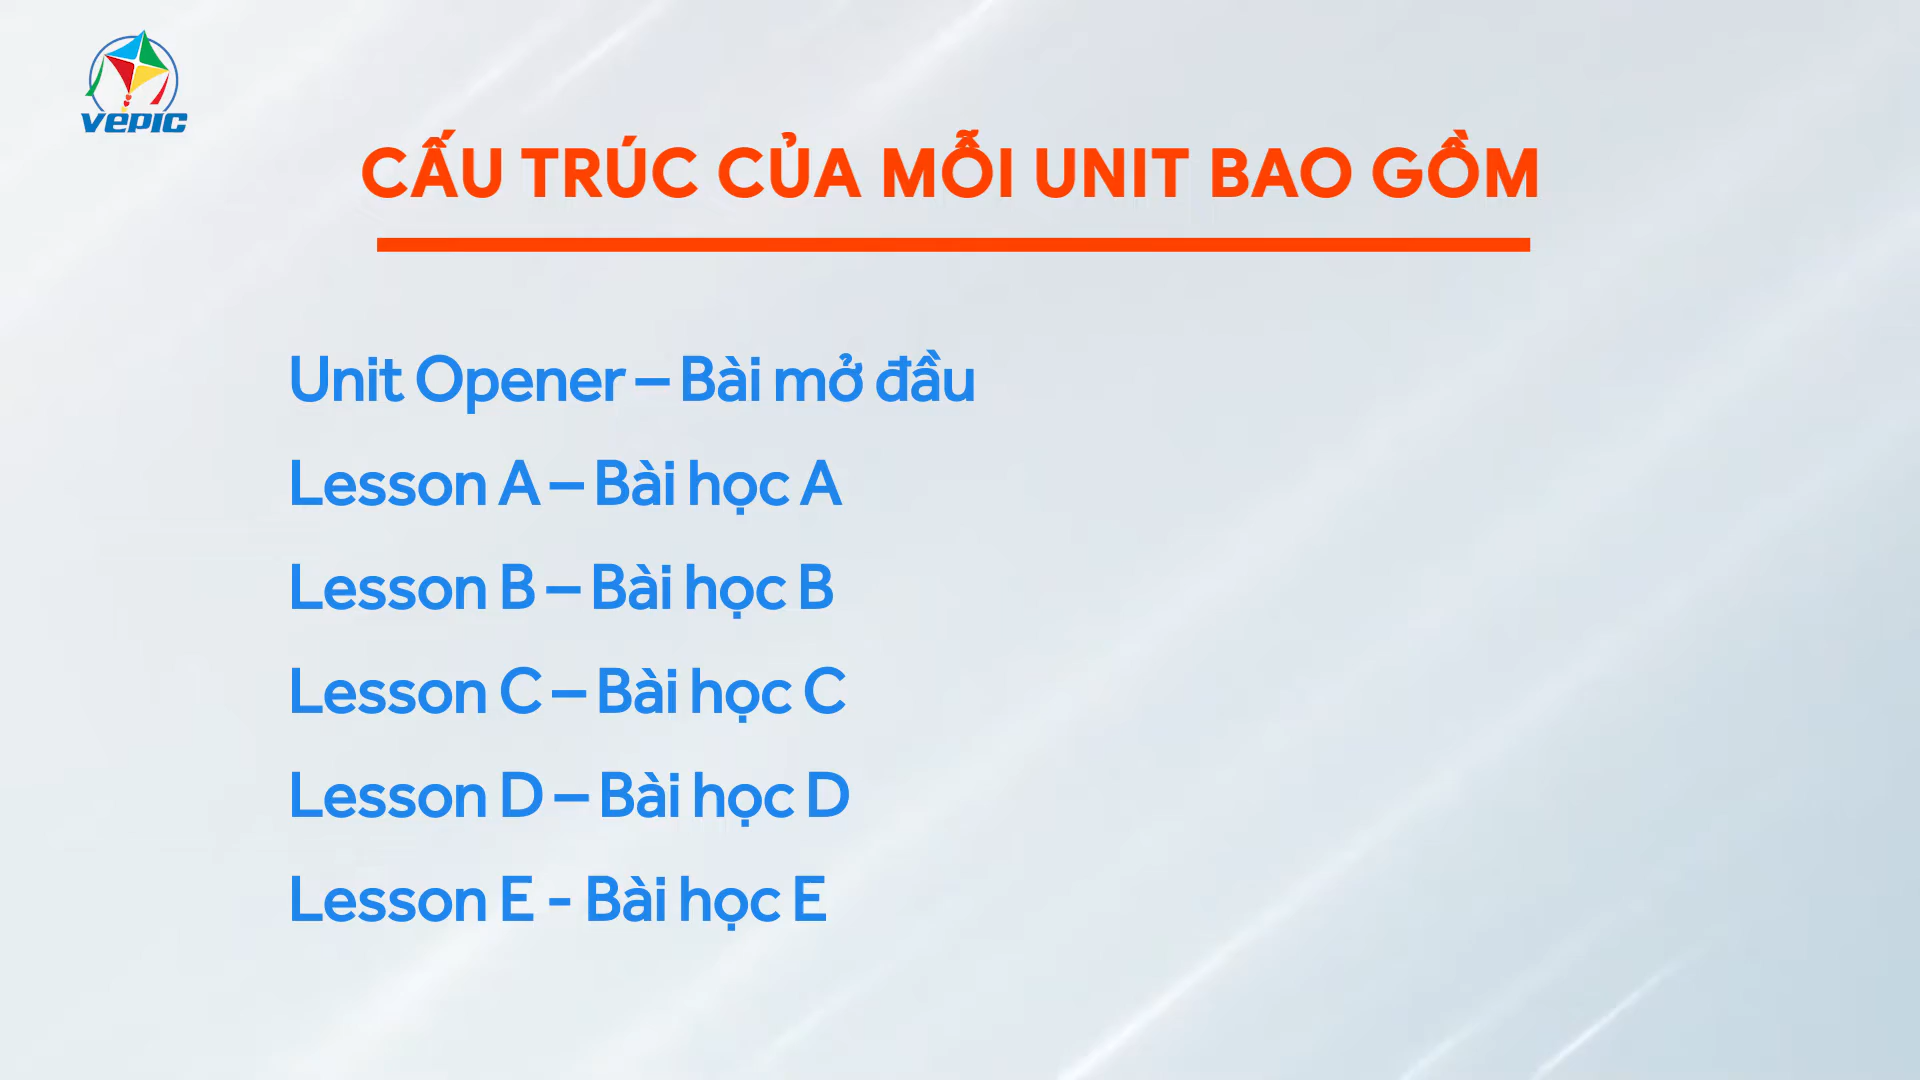 VEPIC
CẤU TRÚC CỦA MỖI UNIT BAO GỒM
Unit Opener – Bài mở đầu
Lesson A – Bài học A
Lesson B – Bài học B
Lesson C – Bài học C
Lesson D – Bài học D
Lesson E - Bài học E